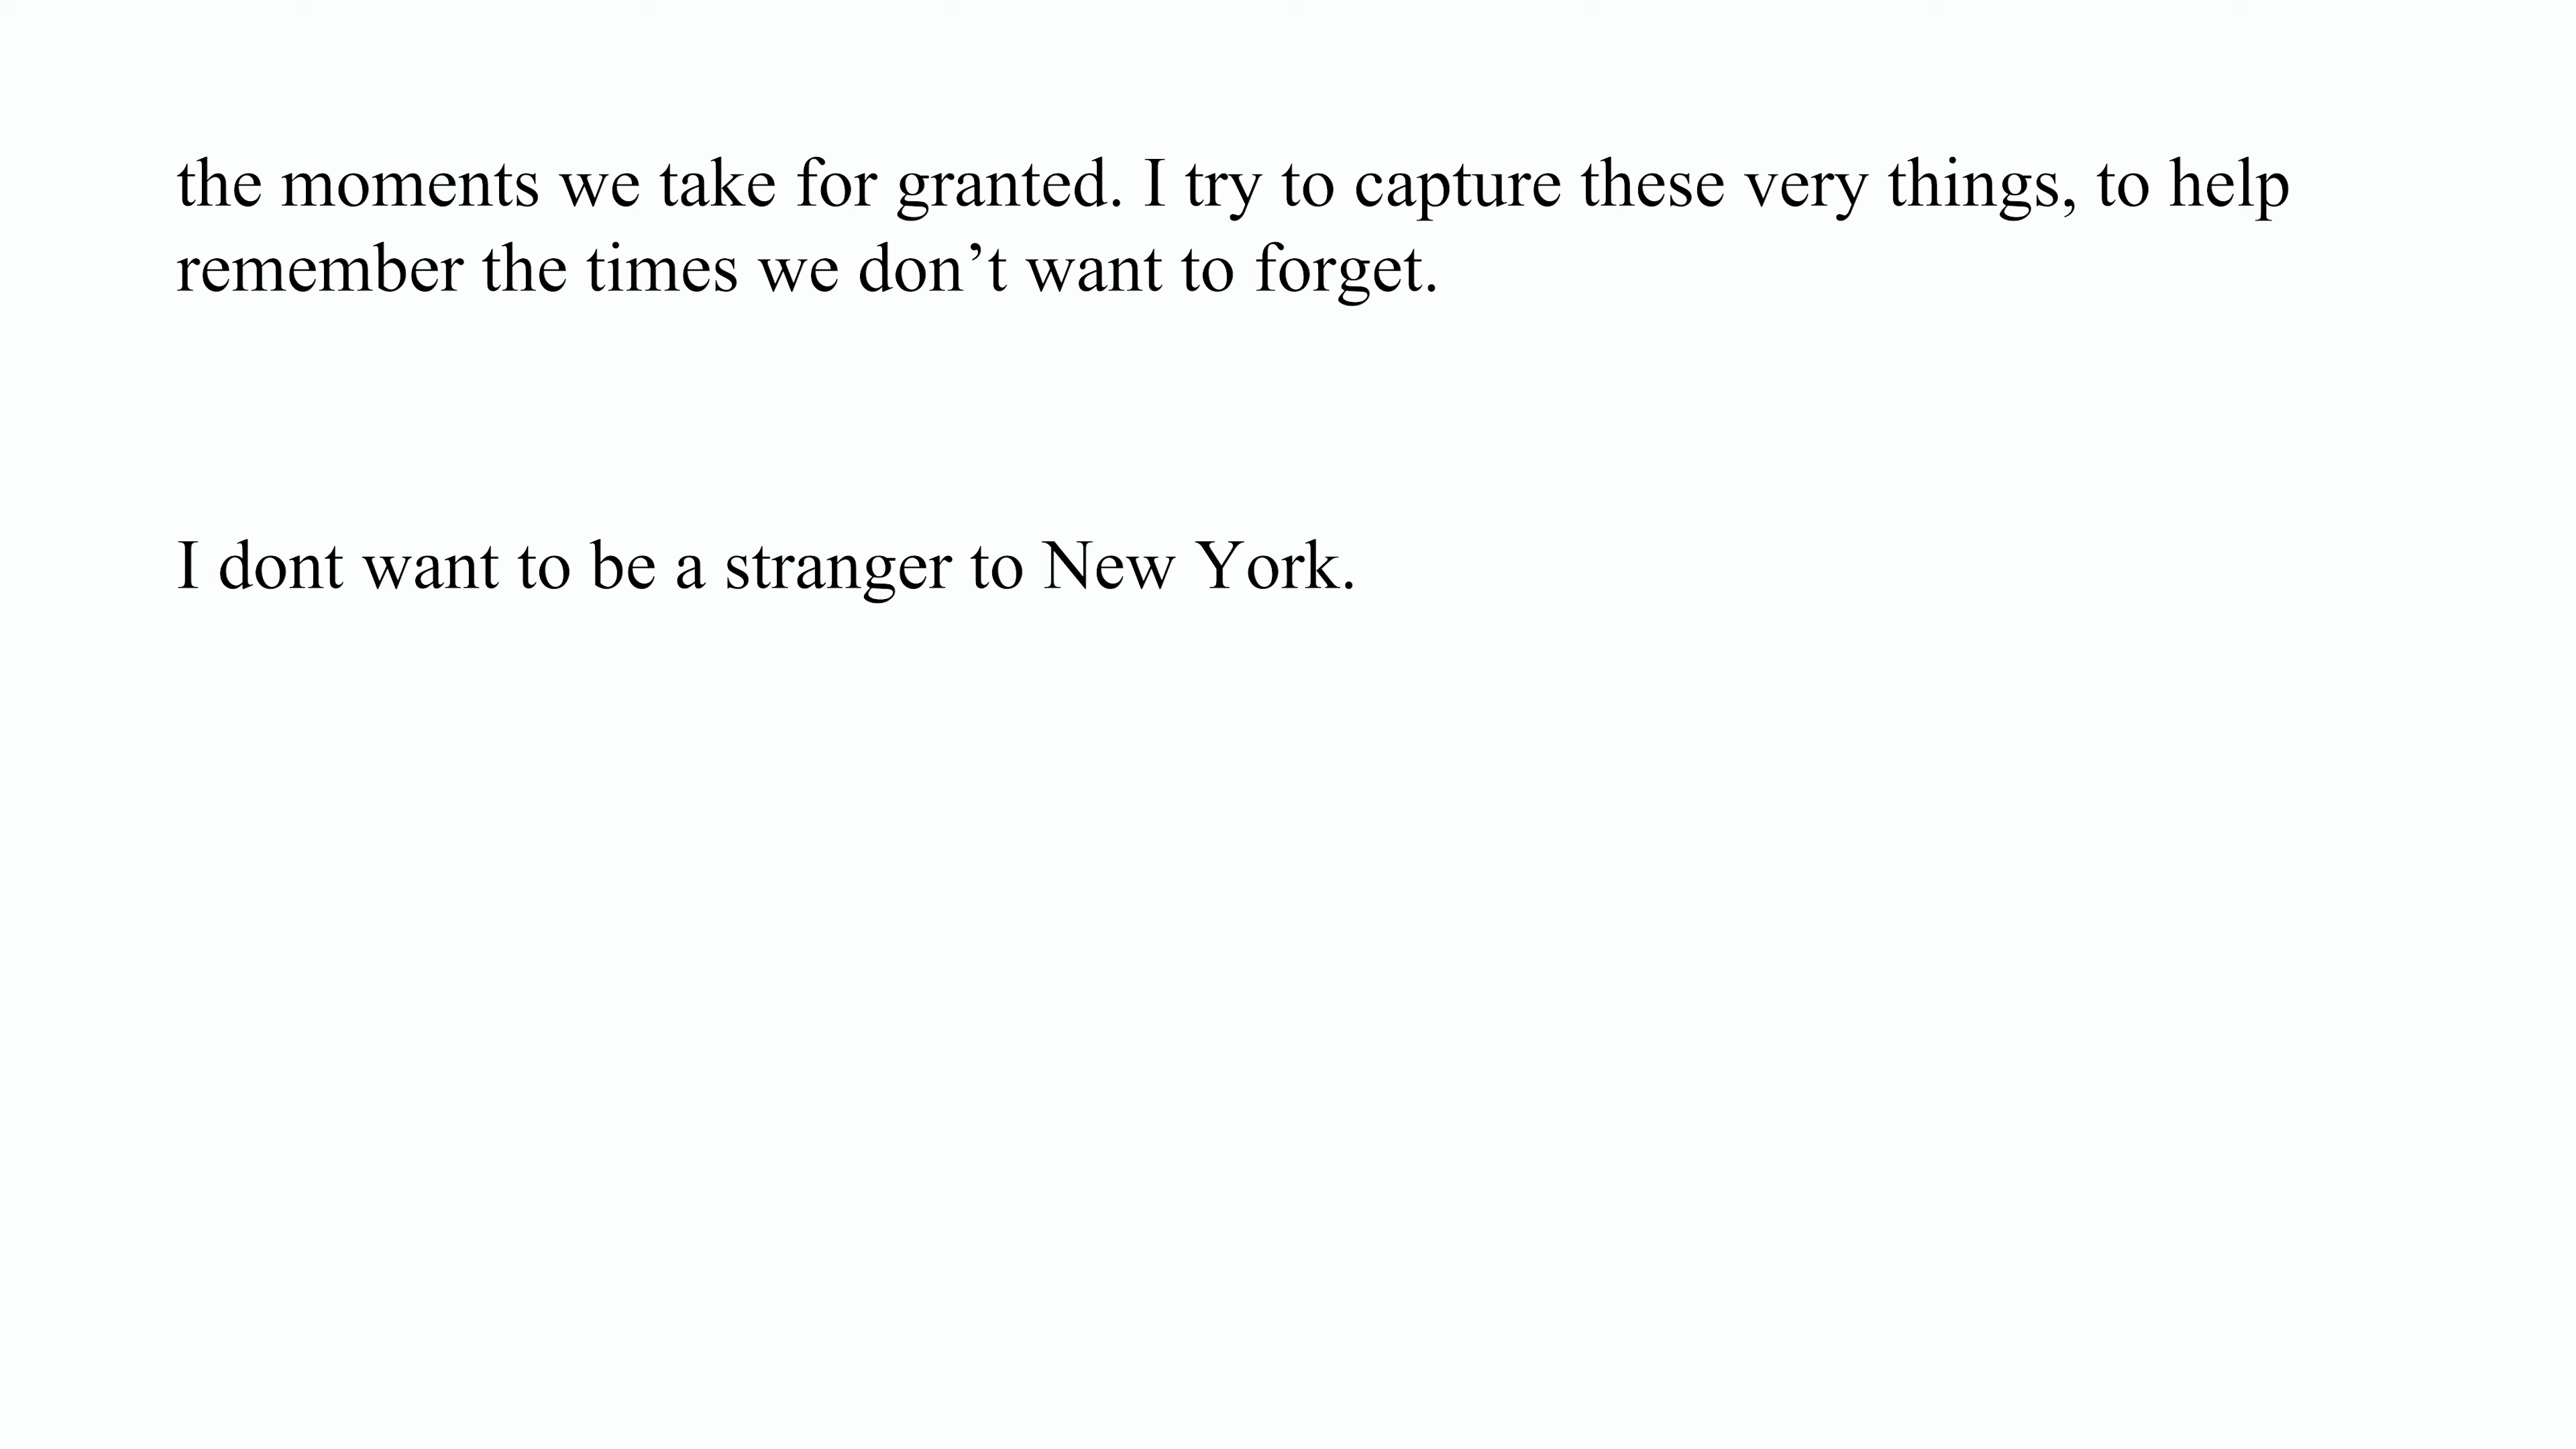 the moments we take for granted. I try to capture these very things, to help
remember the times we don’t want to forget.
I dont want to be a stranger to New York.